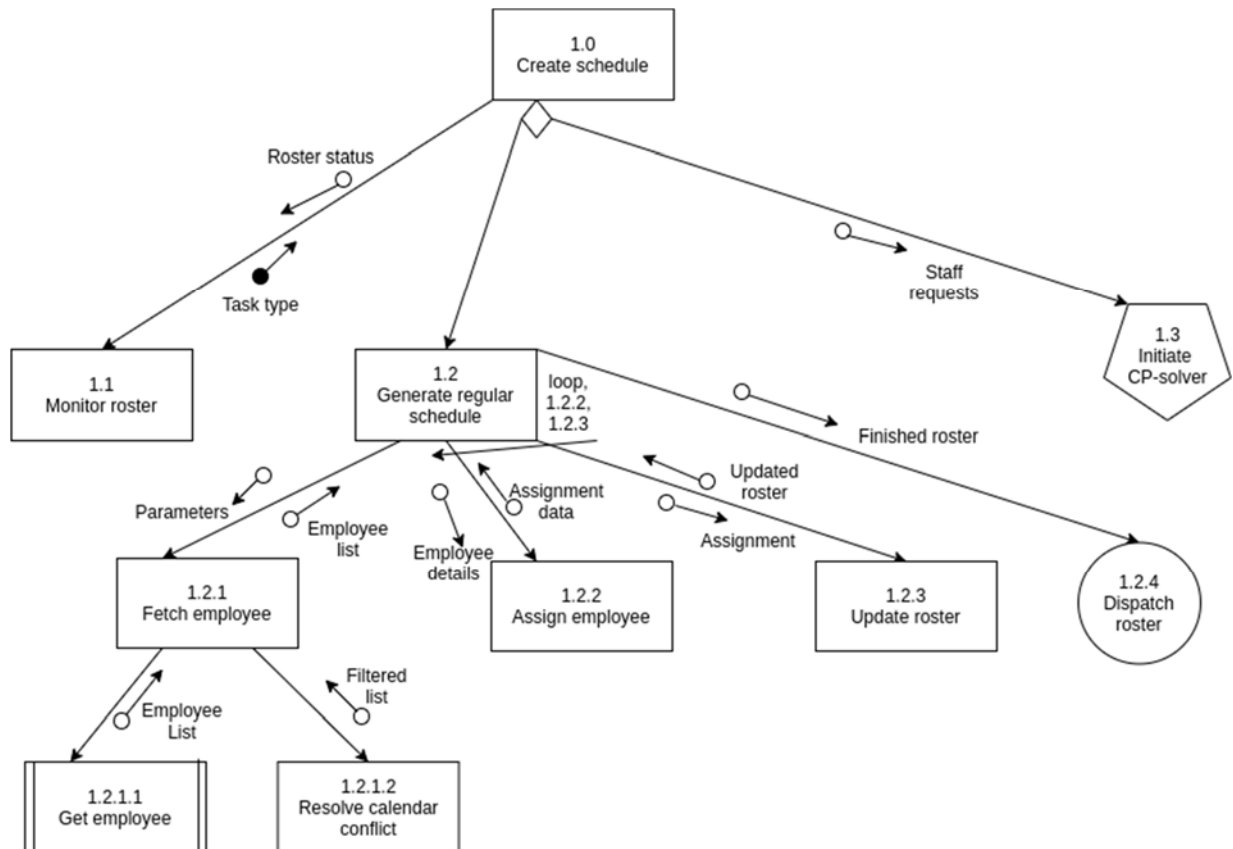 1.0
Create schedule
Roster status
Task type
Staff
requests
1.1
Monitor roster
1.2
Generate regular
schedule
loop,
1.2.2,
1.2.3
1.3
Initiate
CP-solver
Finished roster
Parameters
Employee
list
Assignment
data
Employee
details
Updated
roster
Assignment
1.2.1
Fetch employee
1.2.2
Assign employee
1.2.3
Update roster
1.2.4
Dispatch
roster
Employee
List
Filtered
list
1.2.1.1
Get employee
1.2.1.2
Resolve calendar
conflict